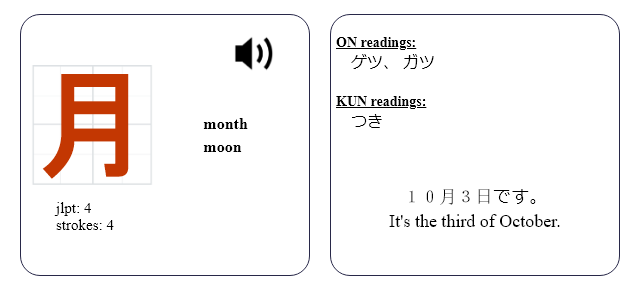 月
month
moon
jlpt: 4
strokes: 4
ON readings:
ゲツ、 ガツ
KUN readings:
つき
１０月３日です。
It's the third of October.